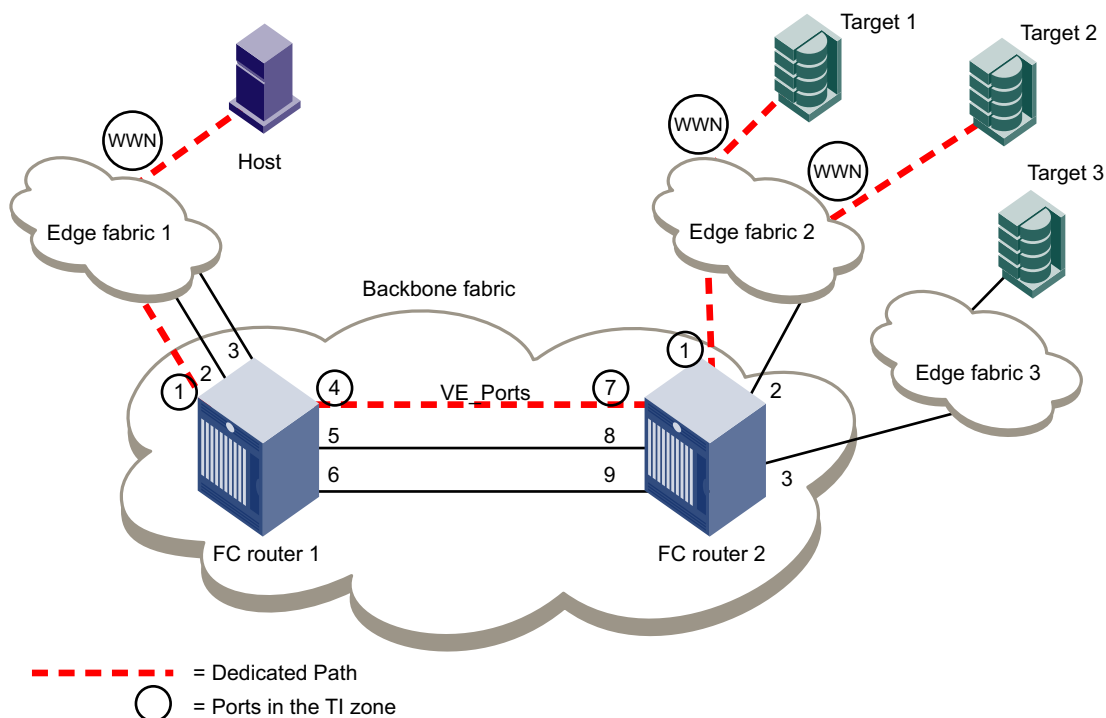 Target 1
Target 2
WWN
WWN
Host
WWN
Target 3
Edge fabric 1
Edge fabric 2
Backbone fabric
Edge fabric 3
3
1
2
1
4
VE_Ports
7
2
5
8
6
9
3
FC router 1
FC router 2
= Dedicated Path
= Ports in the TI zone